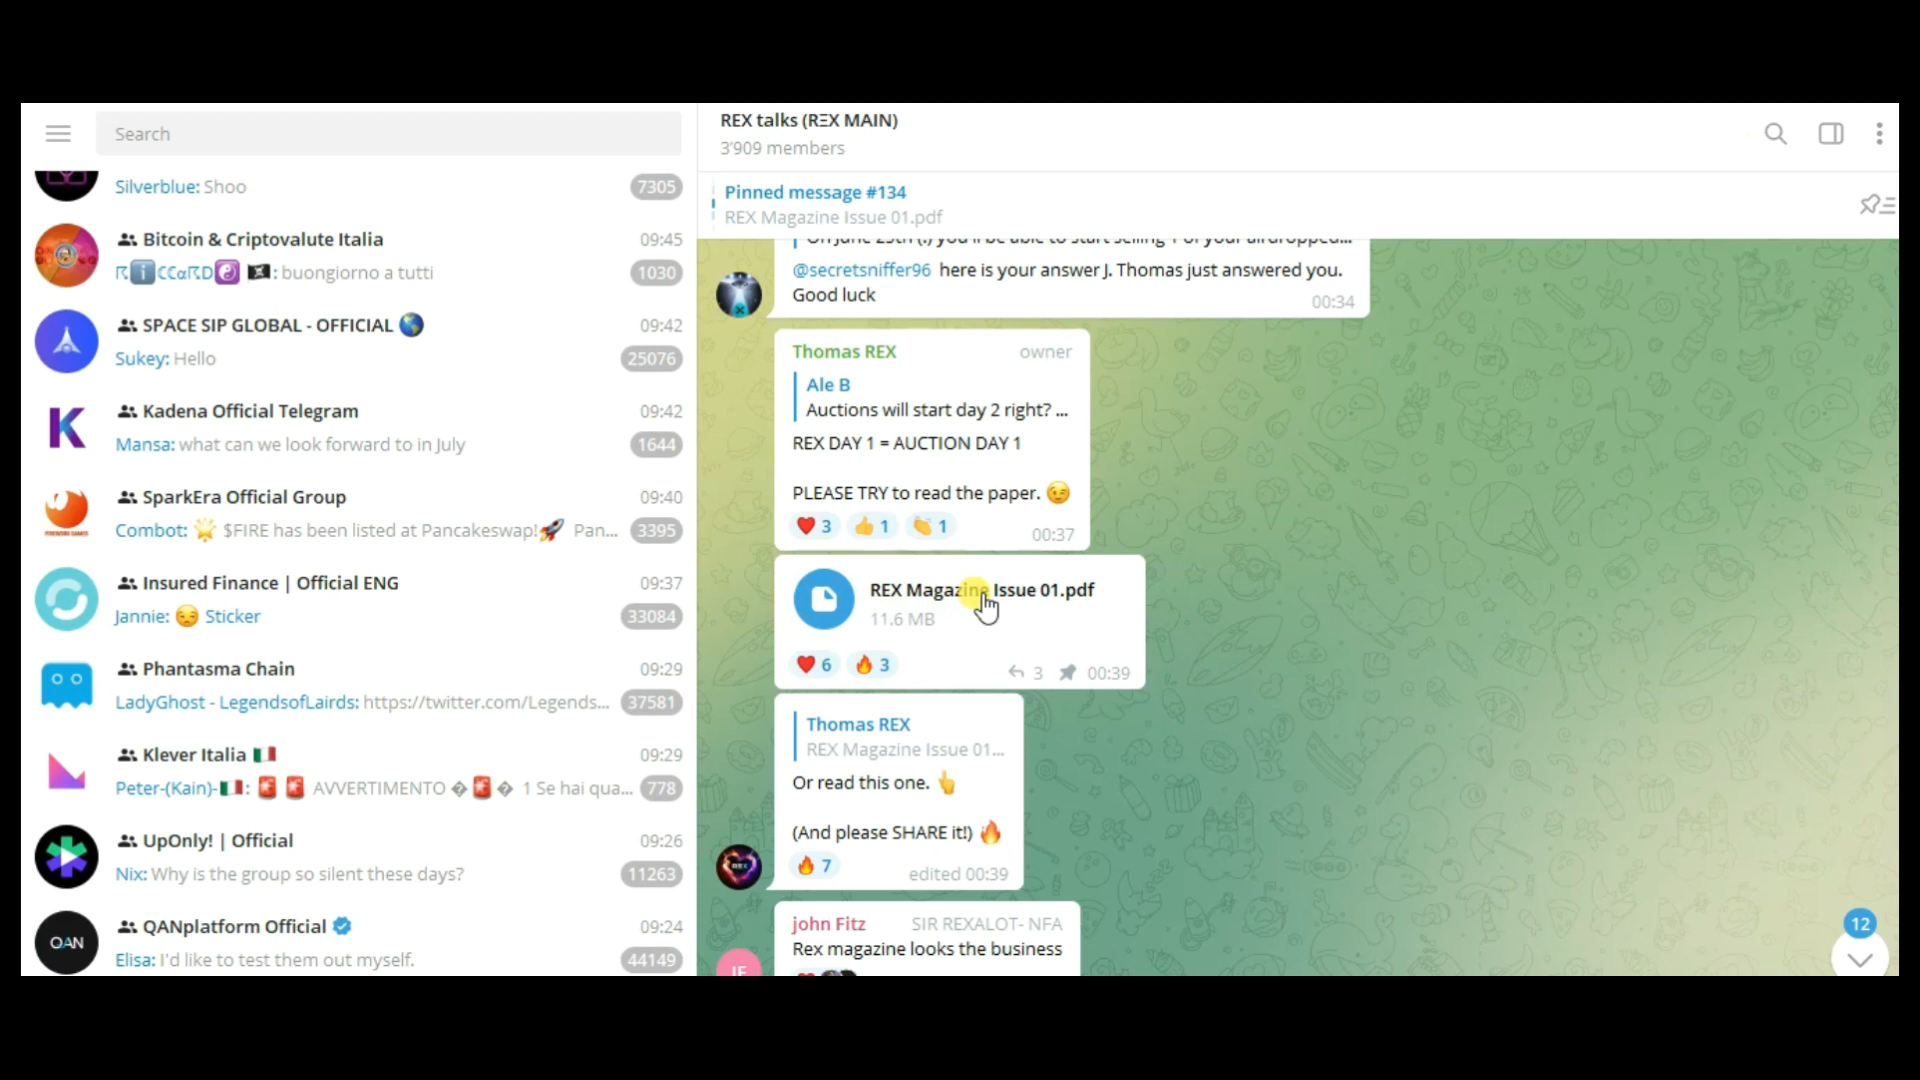 Search
Silverblue: Shoo
7305
Bitcoin & Criptovalute Italia
09:45
buongiorno a tutti
1030
SPACE SIP GLOBAL - OFFICIAL
09:42
Sukey: Hello
25076
Kadena Official Telegram
09:42
Mansa: what can we look forward to in July
1644
SparkEra Official Group
09:40
Combot: 🌟 $FIRE has been listed at Pancakeswap!🚀 Pan...
3395
Insured Finance | Official ENG
09:37
Jannie: 😔 Sticker
33084
Phantasma Chain
09:29
LadyGhost - LegendsofLairds: https://twitter.com/Legends...
37581
Klever Italia 🇮🇹
09:29
Peter-(Kain)-🇮🇹: 🚨 🚨 AVVERTIMENTO �🚨� 1 Se hai qua...
778
UpOnly! | Official
09:26
Nix: Why is the group so silent these days?
11263
QAN
QANplatform Official
09:24
Elisa: I'd like to test them out myself.
44149
REX talks (RΞX MAIN)
3'909 members
Pinned message #134
REX Magazine Issue 01.pdf
On June 25th (!) you'll be able to start selling 1 of your airdropped...
@secretsniffer96 here is your answer J. Thomas just answered you.
Good luck
00:34
Thomas REX
owner
Ale B
Auctions will start day 2 right? ...
REX DAY 1 = AUCTION DAY 1
PLEASE TRY to read the paper. 😉
❤️ 3 👍 1 👏 1
00:37
REX Magazine Issue 01.pdf
11.6 MB
❤️ 6 🔥 3
3
00:39
Thomas REX
REX Magazine Issue 01...
Or read this one. 👆
(And please SHARE it!) 🔥
🔥 7
edited 00:39
REX
john Fitz
SIR REXALOT- NFA
Rex magazine looks the business
JF
12